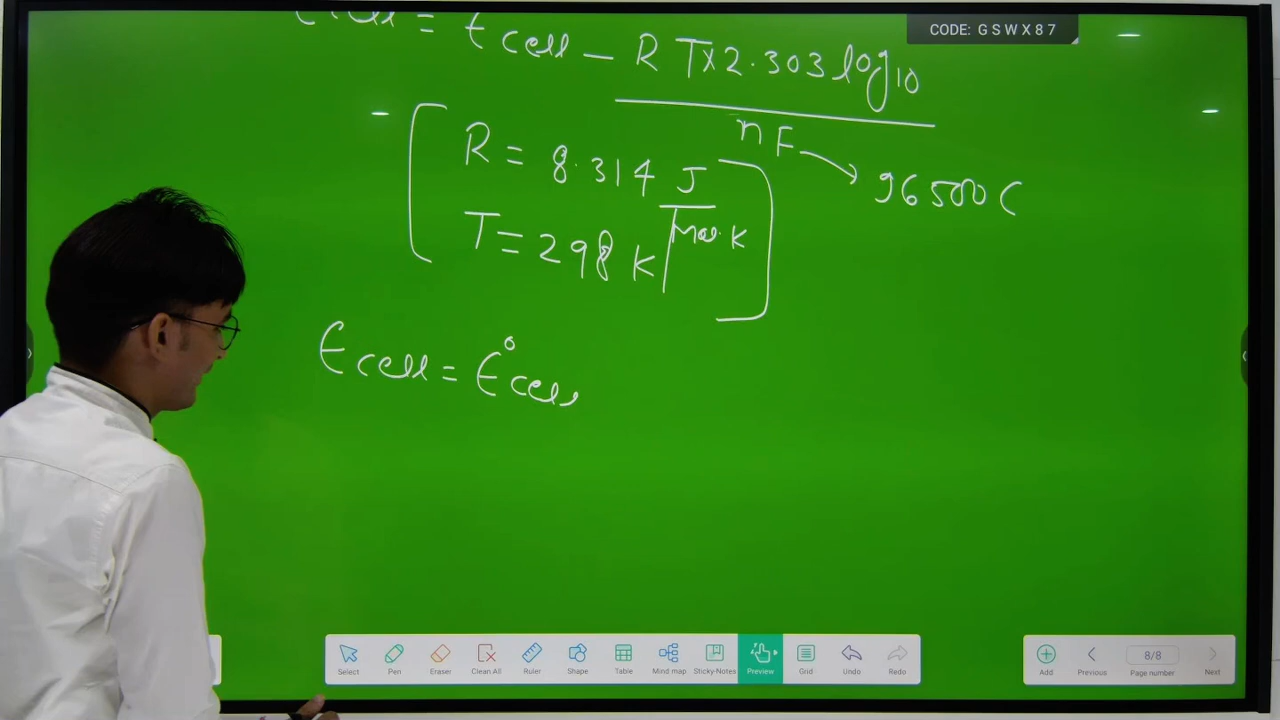 CODE: G S W X 8 7
Ecell = Ecell – R T×2.303 log10
nF → 96500 C
R = 8.314 J
Mol. K
T = 298 K
Ecell = E°cell
Select Pen Eraser Clean All Ruler Shape Table Mind map Sticky-Notes Preview Grid Undo Redo
Add Previous 8/8 Page number Next